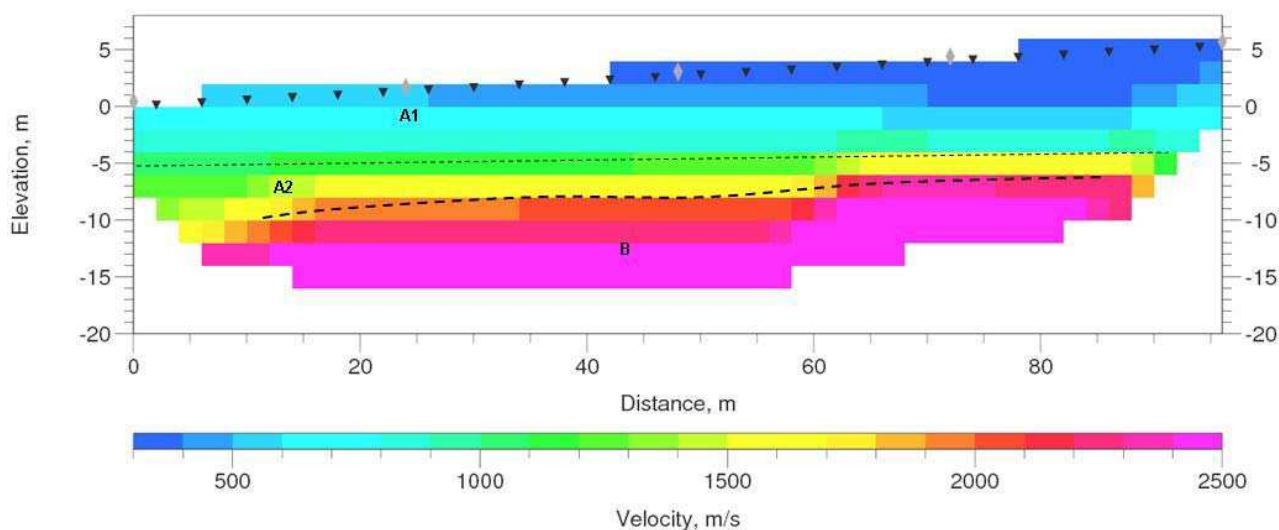 5 5
0 A1 0
-5 -5
A2
-10 -10
B
-15 -15
-20 -20
0 20 40 60 80
Elevation, m
Distance, m
500 1000 1500 2000 2500
Velocity, m/s